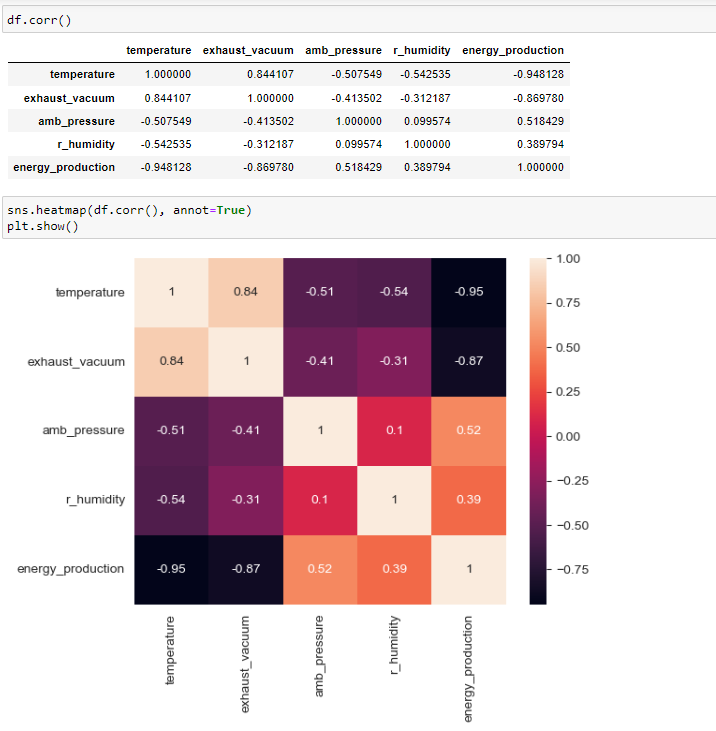 df.corr()
temperature exhaust_vacuum amb_pressure r_humidity energy_production
temperature 1.000000 0.844107 -0.507549 -0.542535 -0.948128
exhaust_vacuum 0.844107 1.000000 -0.413502 -0.312187 -0.869780
amb_pressure -0.507549 -0.413502 1.000000 0.099574 0.518429
r_humidity -0.542535 -0.312187 0.099574 1.000000 0.389794
energy_production -0.948128 -0.869780 0.518429 0.389794 1.000000
sns.heatmap(df.corr(), annot=True)
plt.show()
temperature 1 0.84 -0.51 -0.54 -0.95
exhaust_vacuum 0.84 1 -0.41 -0.31 -0.87
amb_pressure -0.51 -0.41 1 0.1 0.52
r_humidity -0.54 -0.31 0.1 1 0.39
energy_production -0.95 -0.87 0.52 0.39 1
temperature
exhaust_vacuum
amb_pressure
r_humidity
energy_production
1.00
0.75
0.50
0.25
0.00
−0.25
−0.50
−0.75